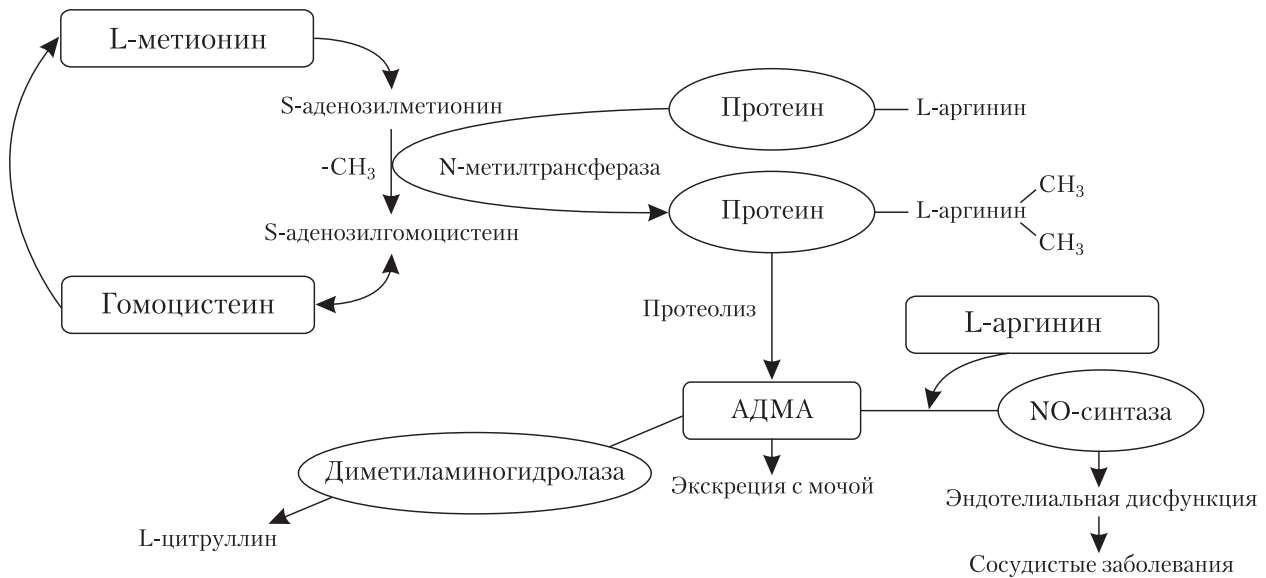 L-метионин
S-аденозилметионин
Протеин
L-аргинин
-CH₃
N-метилтрансфераза
CH₃
Протеин
L-аргинин
CH₃
S-аденозилгомоцистеин
Гомоцистеин
Протеолиз
L-аргинин
АДМА
NO-синтаза
Диметиламиногидролаза
Экскреция с мочой
Эндотелиальная дисфункция
L-цитруллин
Сосудистые заболевания